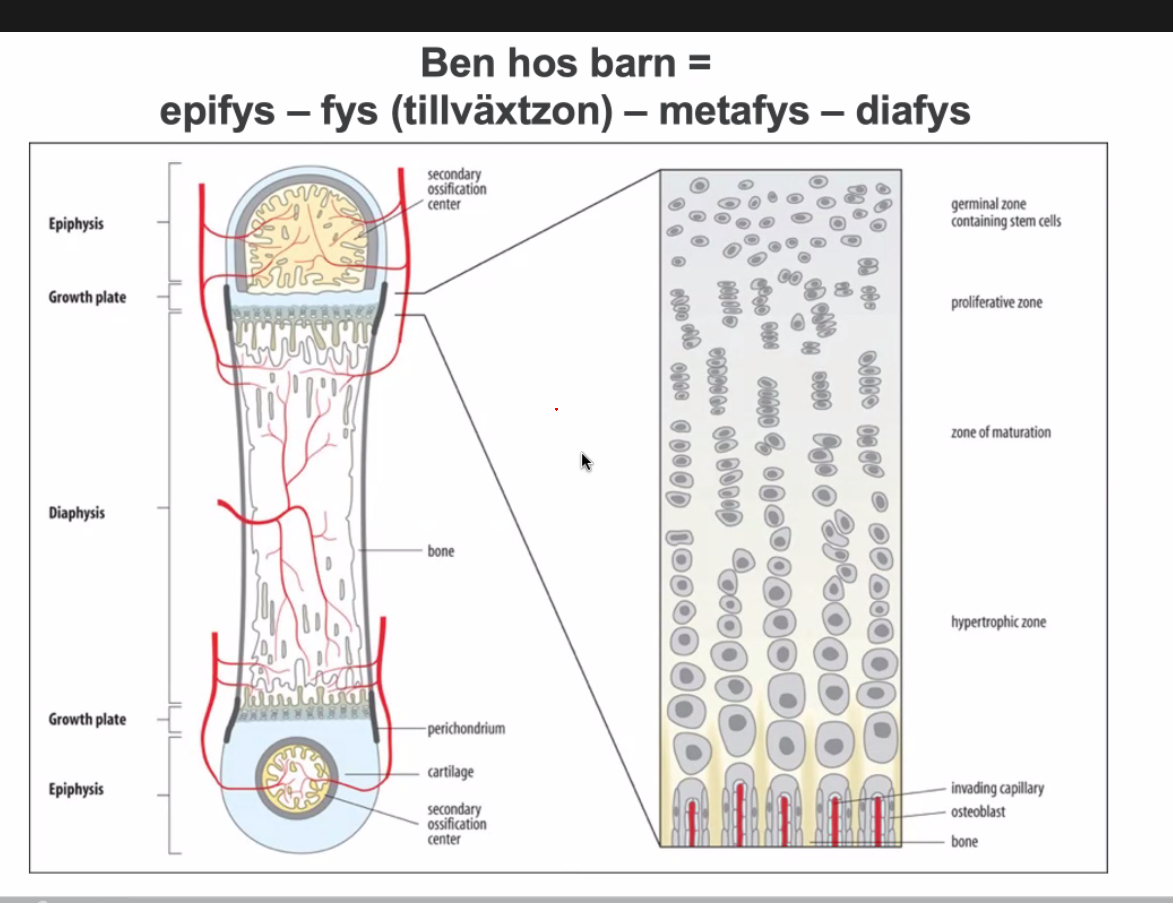 Ben hos barn =
epifys – fys (tillväxtzon) – metafys – diafys
Epiphysis
Growth plate
Diaphysis
Growth plate
Epiphysis
secondary
ossification
center
bone
perichondrium
cartilage
secondary
ossification
center
germinal zone
containing stem cells
proliferative zone
zone of maturation
hypertrophic zone
invading capillary
osteoblast
bone